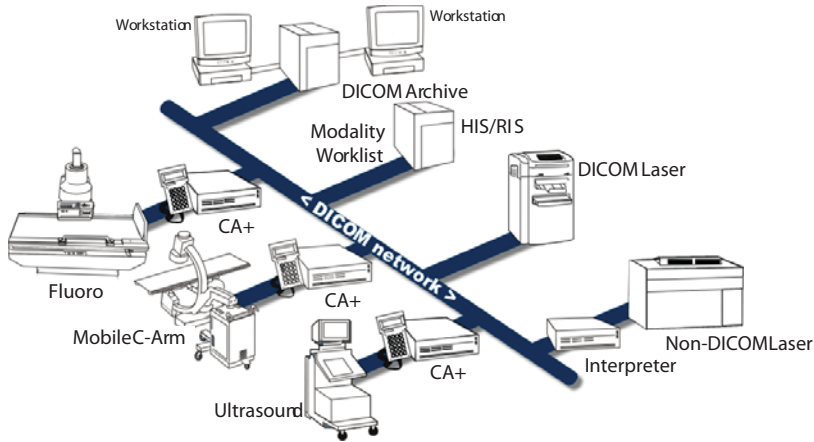 Workstation
Workstation
DICOM Archive
Modality
Worklist
HIS/RIS
DICOM Laser
CA+
Fluoro
< DICOM network >
CA+
MobileC-Arm
CA+
Ultrasound
Interpreter
Non-DICOMLaser